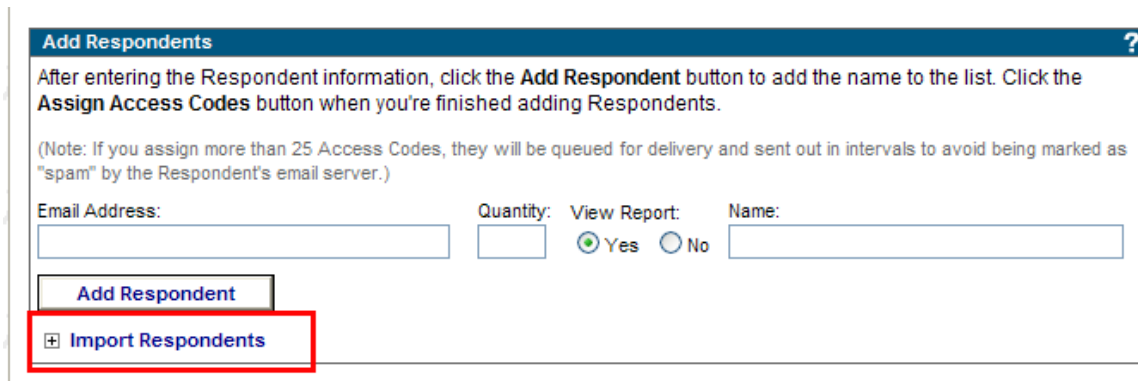 Add Respondents ?
After entering the Respondent information, click the Add Respondent button to add the name to the list. Click the
Assign Access Codes button when you're finished adding Respondents.
(Note: If you assign more than 25 Access Codes, they will be queued for delivery and sent out in intervals to avoid being marked as
"spam" by the Respondent's email server.)
Email Address: Quantity: View Report: Name:
Yes No
Add Respondent
Import Respondents